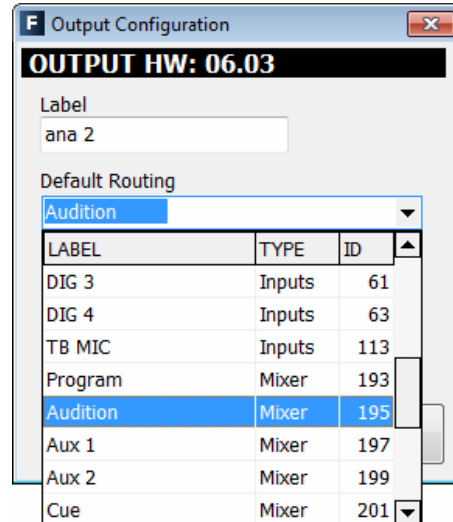 F Output Configuration
OUTPUT HW: 06.03
Label
ana 2
Default Routing
Audition
LABEL TYPE ID
DIG 3 Inputs 61
DIG 4 Inputs 63
TB MIC Inputs 113
Program Mixer 193
Audition Mixer 195
Aux 1 Mixer 197
Aux 2 Mixer 199
Cue Mixer 201